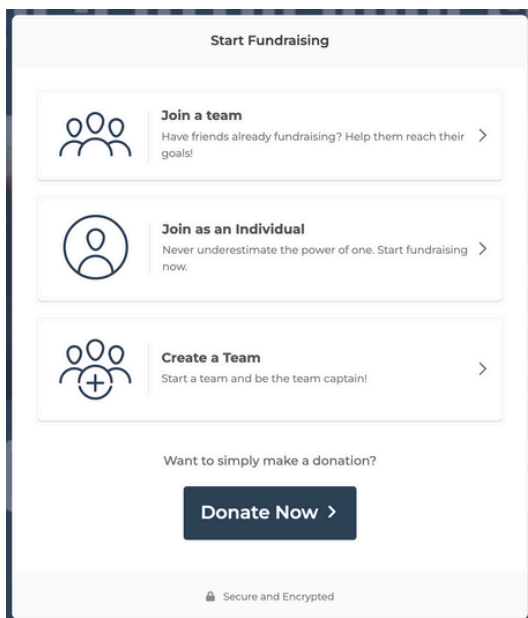 Start Fundraising
Join a team
Have friends already fundraising? Help them reach their
goals!
Join as an Individual
Never underestimate the power of one. Start fundraising
now.
Create a Team
Start a team and be the team captain!
Want to simply make a donation?
Donate Now
Secure and Encrypted